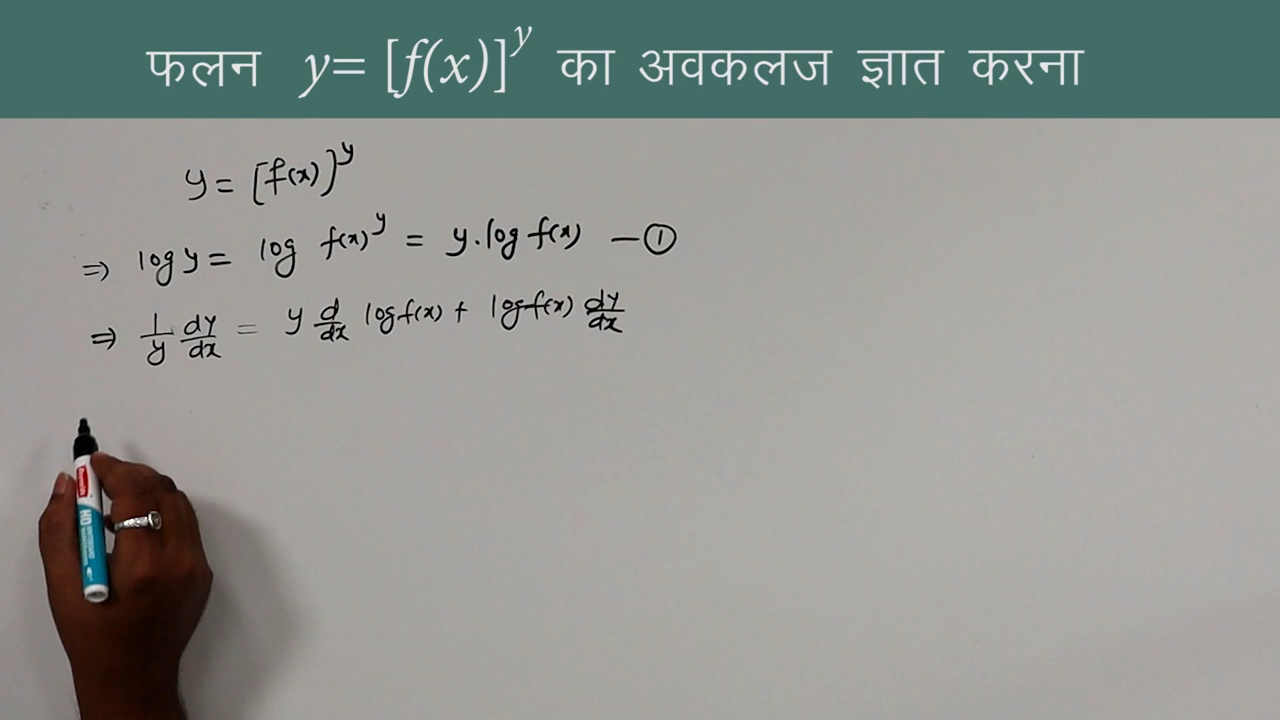 फलन y= [f(x)]^y का अवकलज ज्ञात करना
y = [f(x)]^y
⇒ log y = log f(x)^y = y.log f(x) — ①
⇒ 1/y dy/dx = y d/dx log f(x) + log f(x) dy/dx